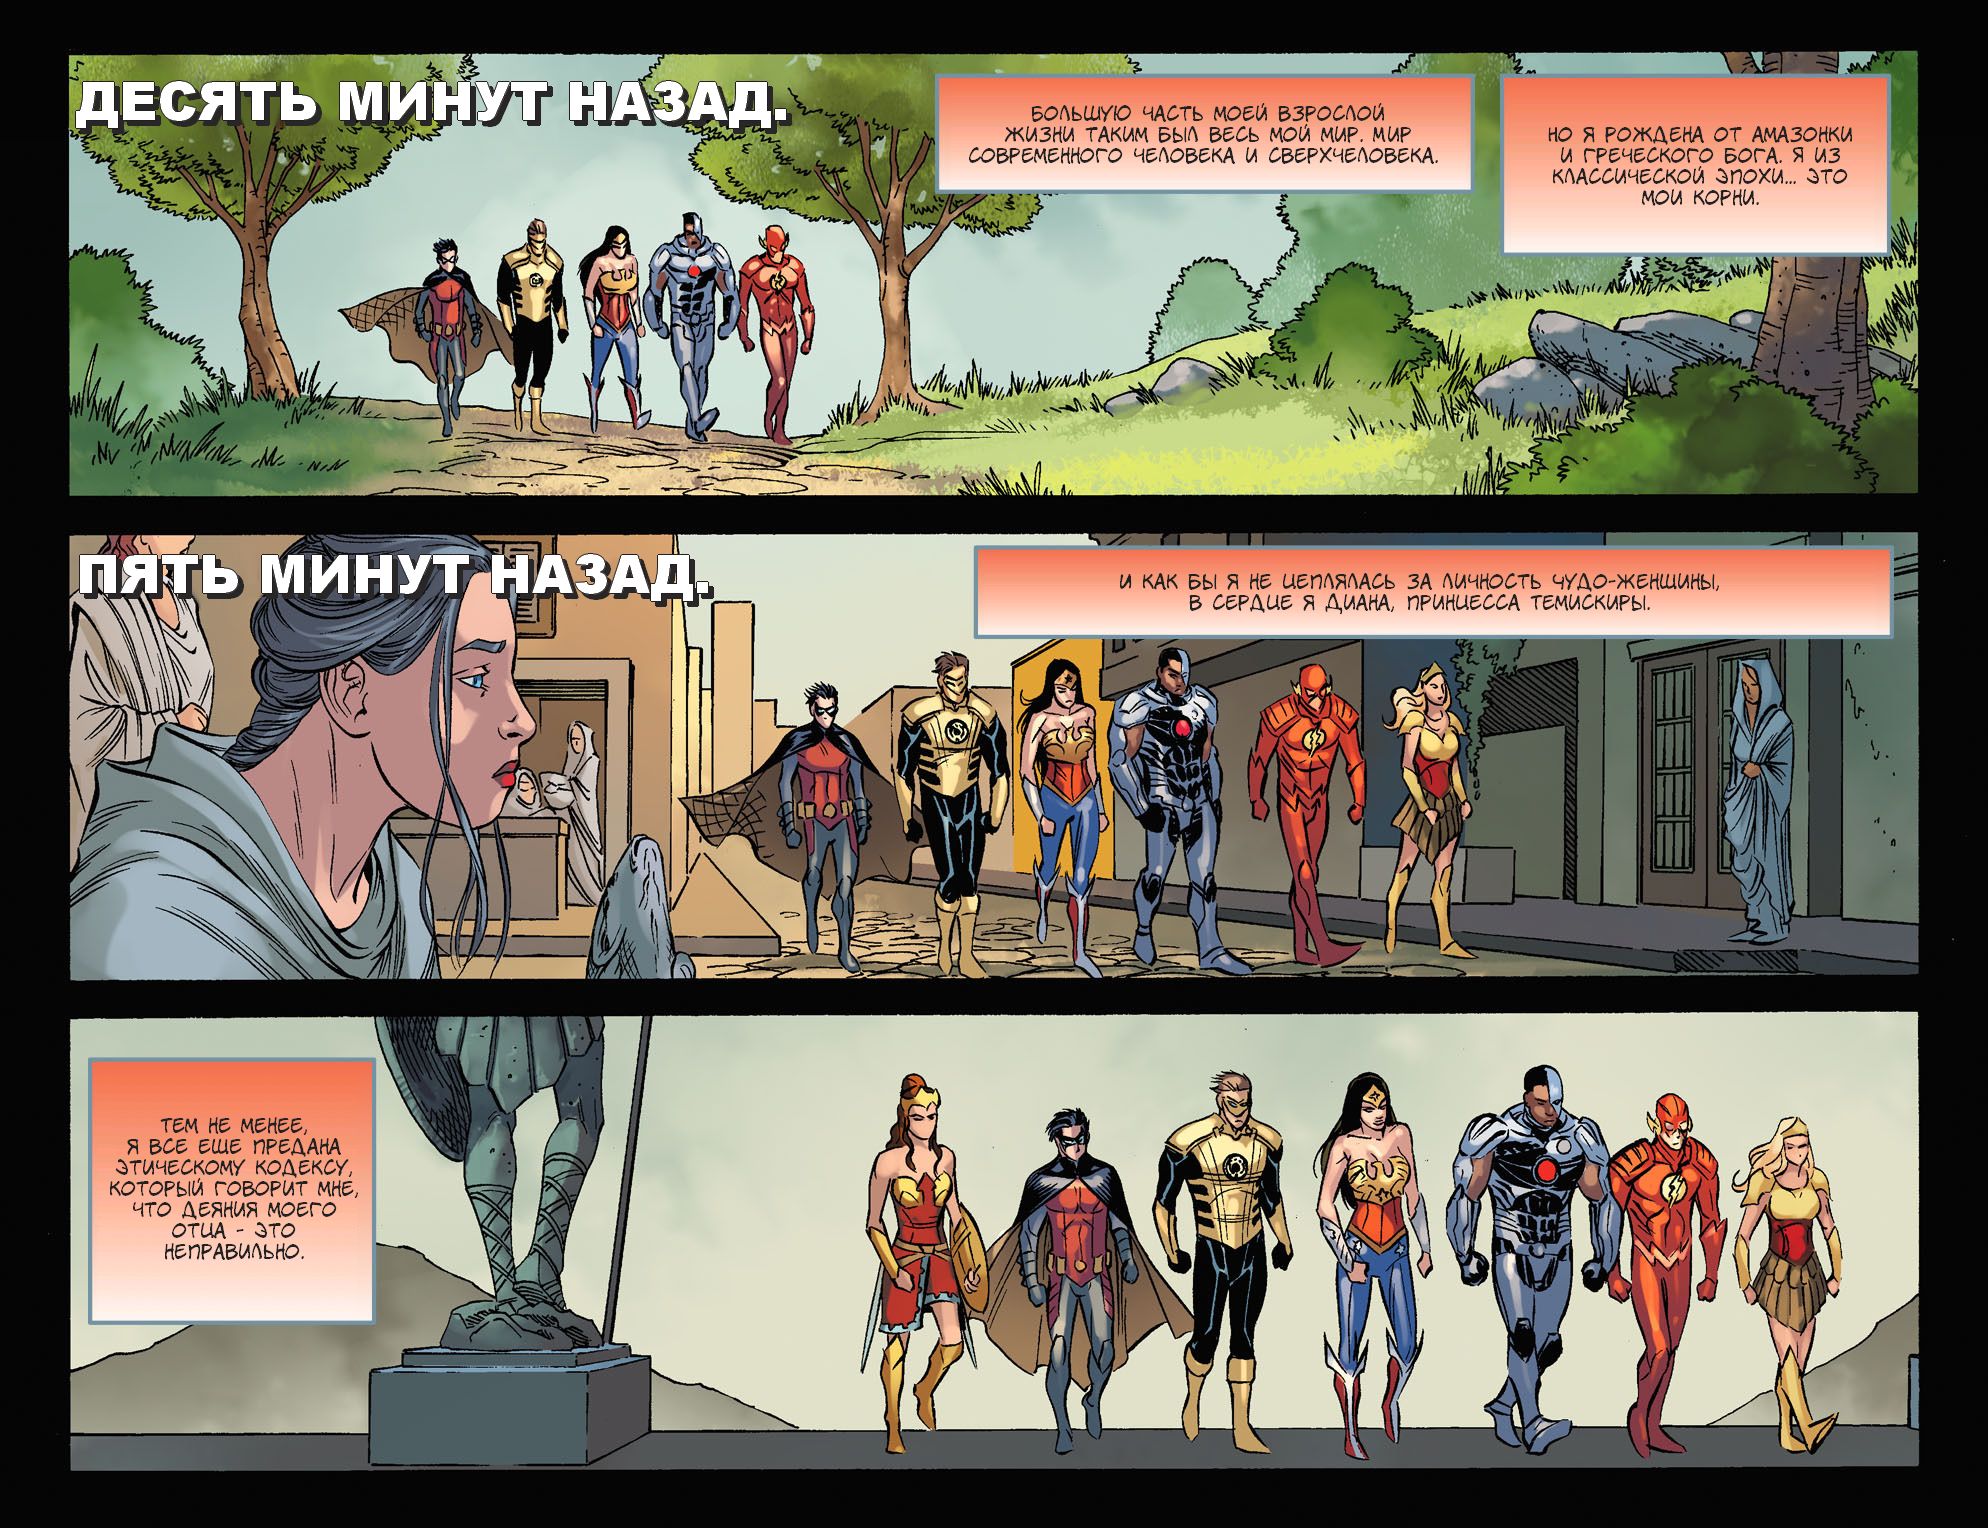 ДЕСЯТЬ МИНУТ НАЗАД.
БОЛЬШУЮ ЧАСТЬ МОЕЙ ВЗРОСЛОЙ
ЖИЗНИ ТАКИМ БЫЛ ВЕСЬ МОЙ МИР. МИР
СОВРЕМЕННОГО ЧЕЛОВЕКА И СВЕРХЧЕЛОВЕКА.
НО Я РОЖДЕНА ОТ АМАЗОНКИ
И ГРЕЧЕСКОГО БОГА. Я ИЗ
КЛАССИЧЕСКОЙ ЭПОХИ... ЭТО
МОИ КОРНИ.
ПЯТЬ МИНУТ НАЗАД.
И КАК БЫ Я НЕ ЦЕПЛЯЛАСЬ ЗА ЛИЧНОСТЬ ЧУДО-ЖЕНЩИНЫ,
В СЕРДЦЕ Я ДИАНА, ПРИНЦЕССА ТЕМИСКИРЫ.
ТЕМ НЕ МЕНЕЕ,
Я ВСЕ ЕЩЕ ПРЕДАНА
ЭТИЧЕСКОМУ КОДЕКСУ,
КОТОРЫЙ ГОВОРИТ МНЕ,
ЧТО ДЕЯНИЯ МОЕГО
ОТЦА - ЭТО
НЕПРАВИЛЬНО.